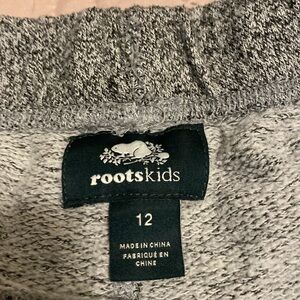 rootskids
12
MADE IN CHINA
FABRIQUÉ EN
CHINE